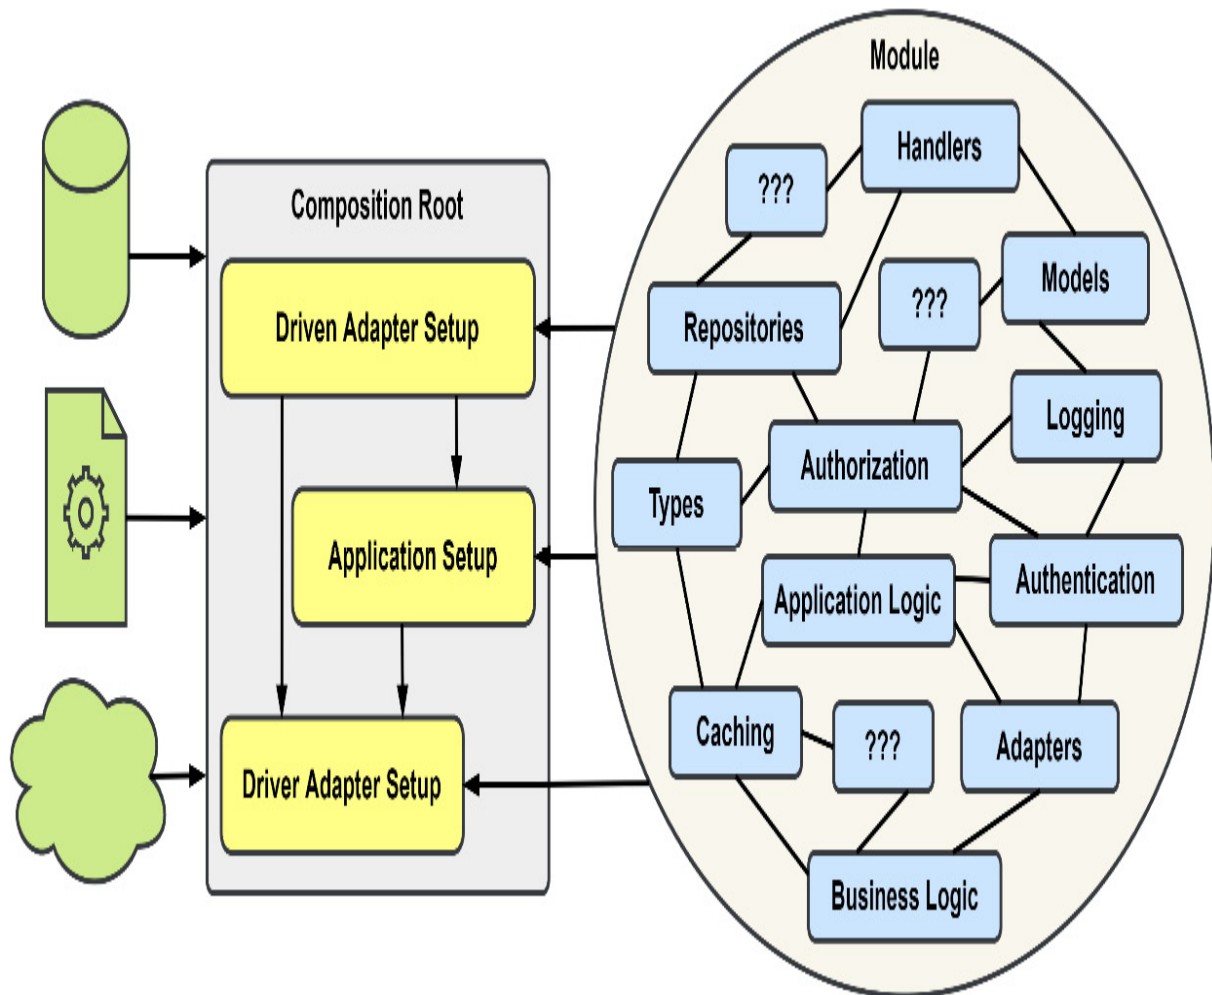 Module
Handlers
???
Composition Root
Models
???
Driven Adapter Setup
Repositories
Logging
Authorization
Types
Application Setup
Authentication
Application Logic
Caching
???
Adapters
Driver Adapter Setup
Business Logic